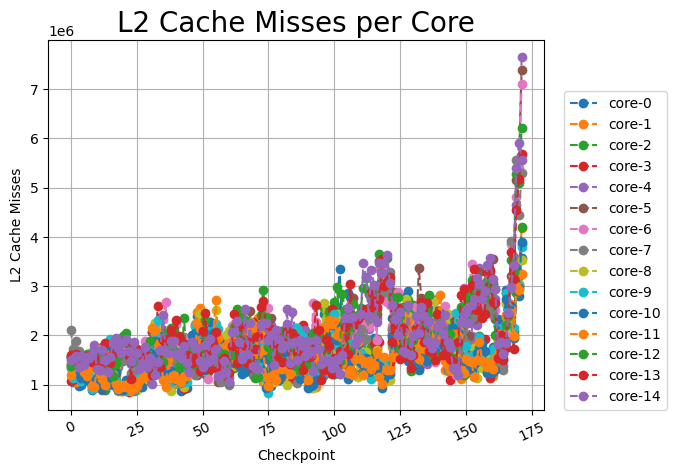 L2 Cache Misses per Core
1e6
7
6
5
4
3
2
1
L2 Cache Misses
0
25
50
75
100
125
150
175
Checkpoint
core-0
core-1
core-2
core-3
core-4
core-5
core-6
core-7
core-8
core-9
core-10
core-11
core-12
core-13
core-14